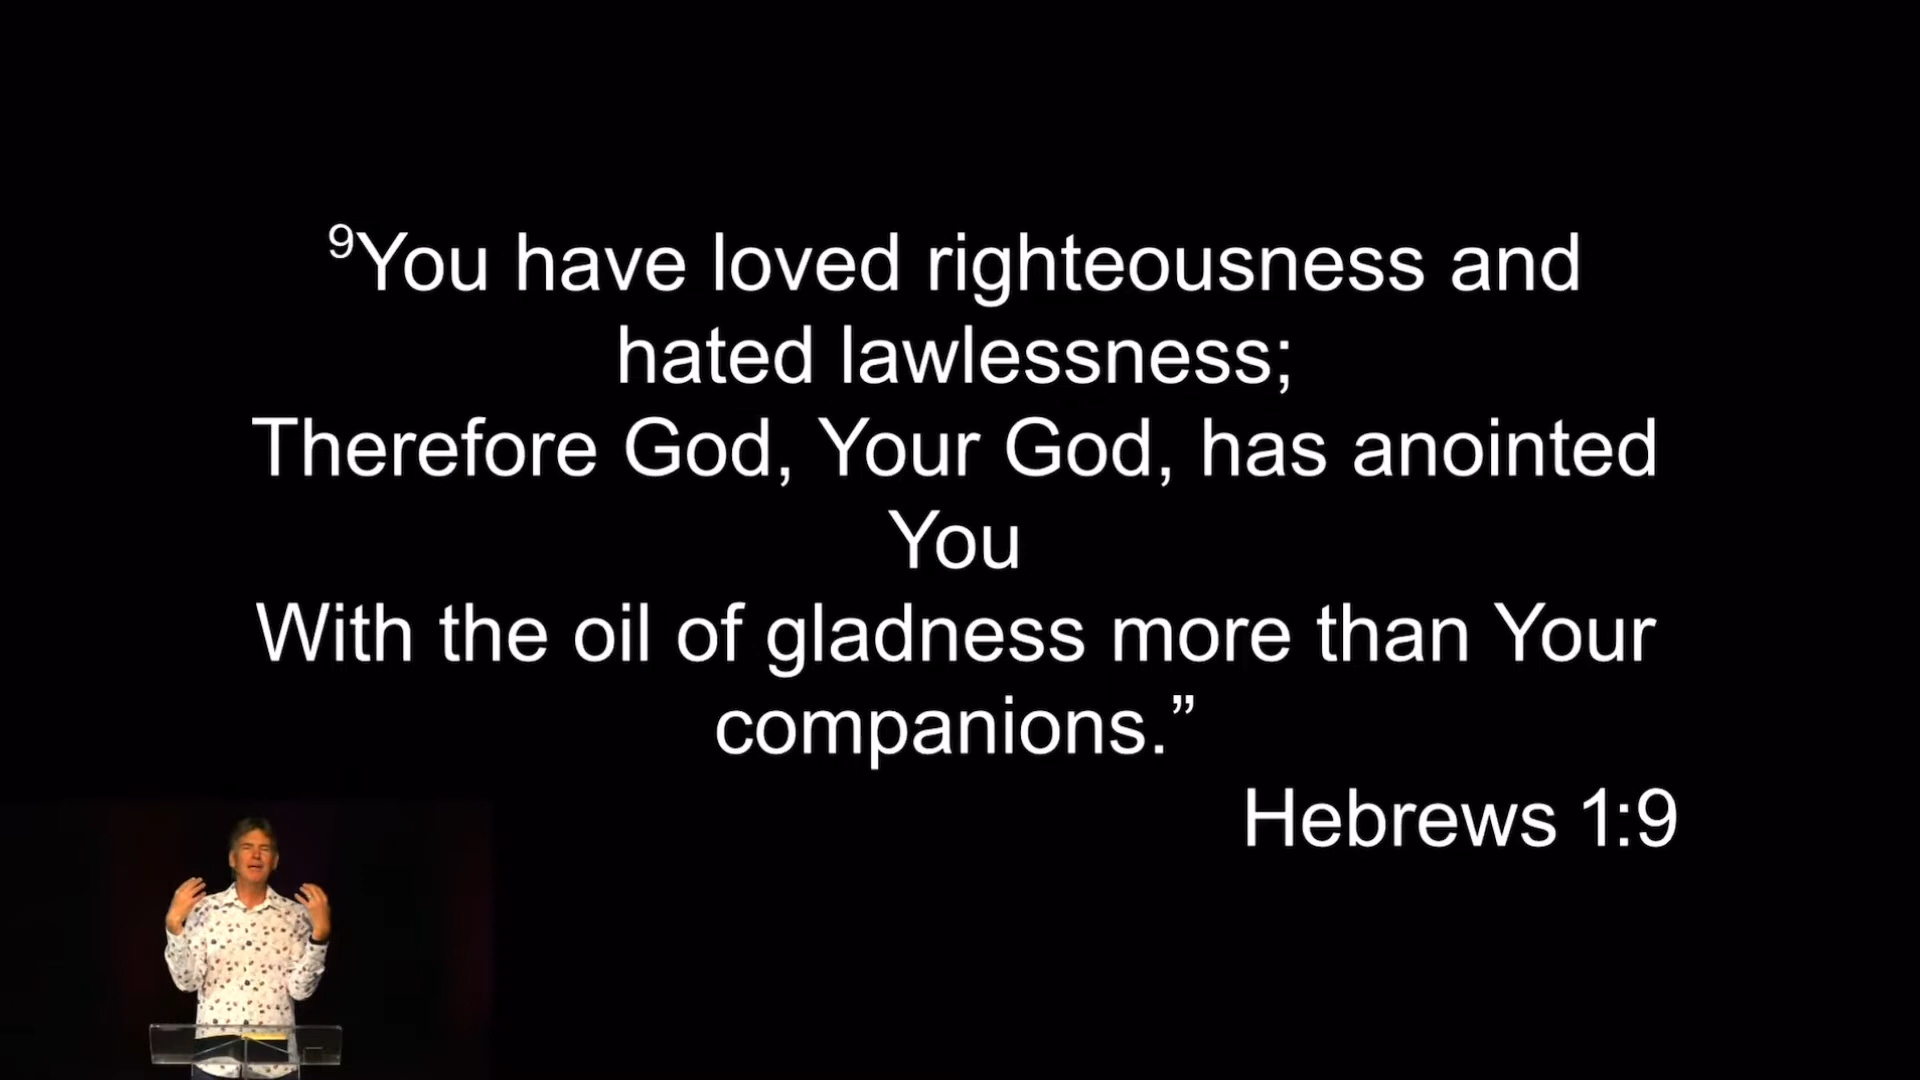 ⁹You have loved righteousness and
hated lawlessness;
Therefore God, Your God, has anointed
You
With the oil of gladness more than Your
companions.”
Hebrews 1:9